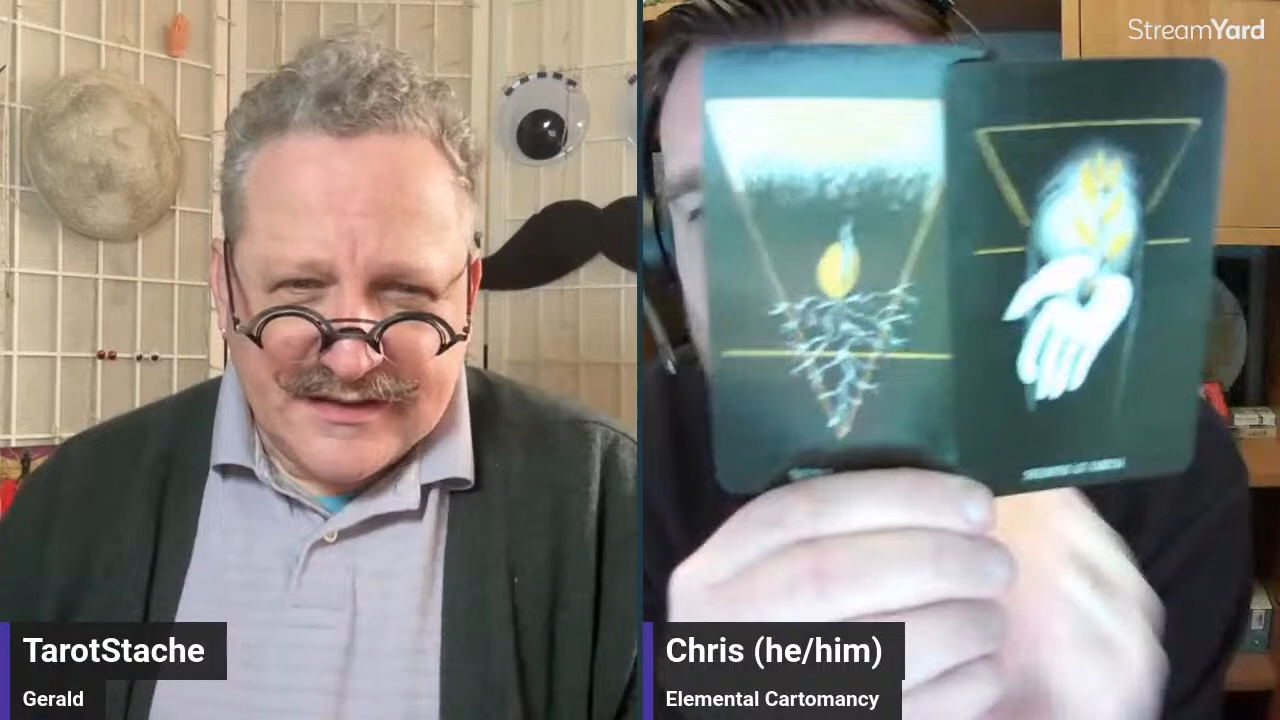 StreamYard
TarotStache
Gerald
Chris (he/him)
Elemental Cartomancy